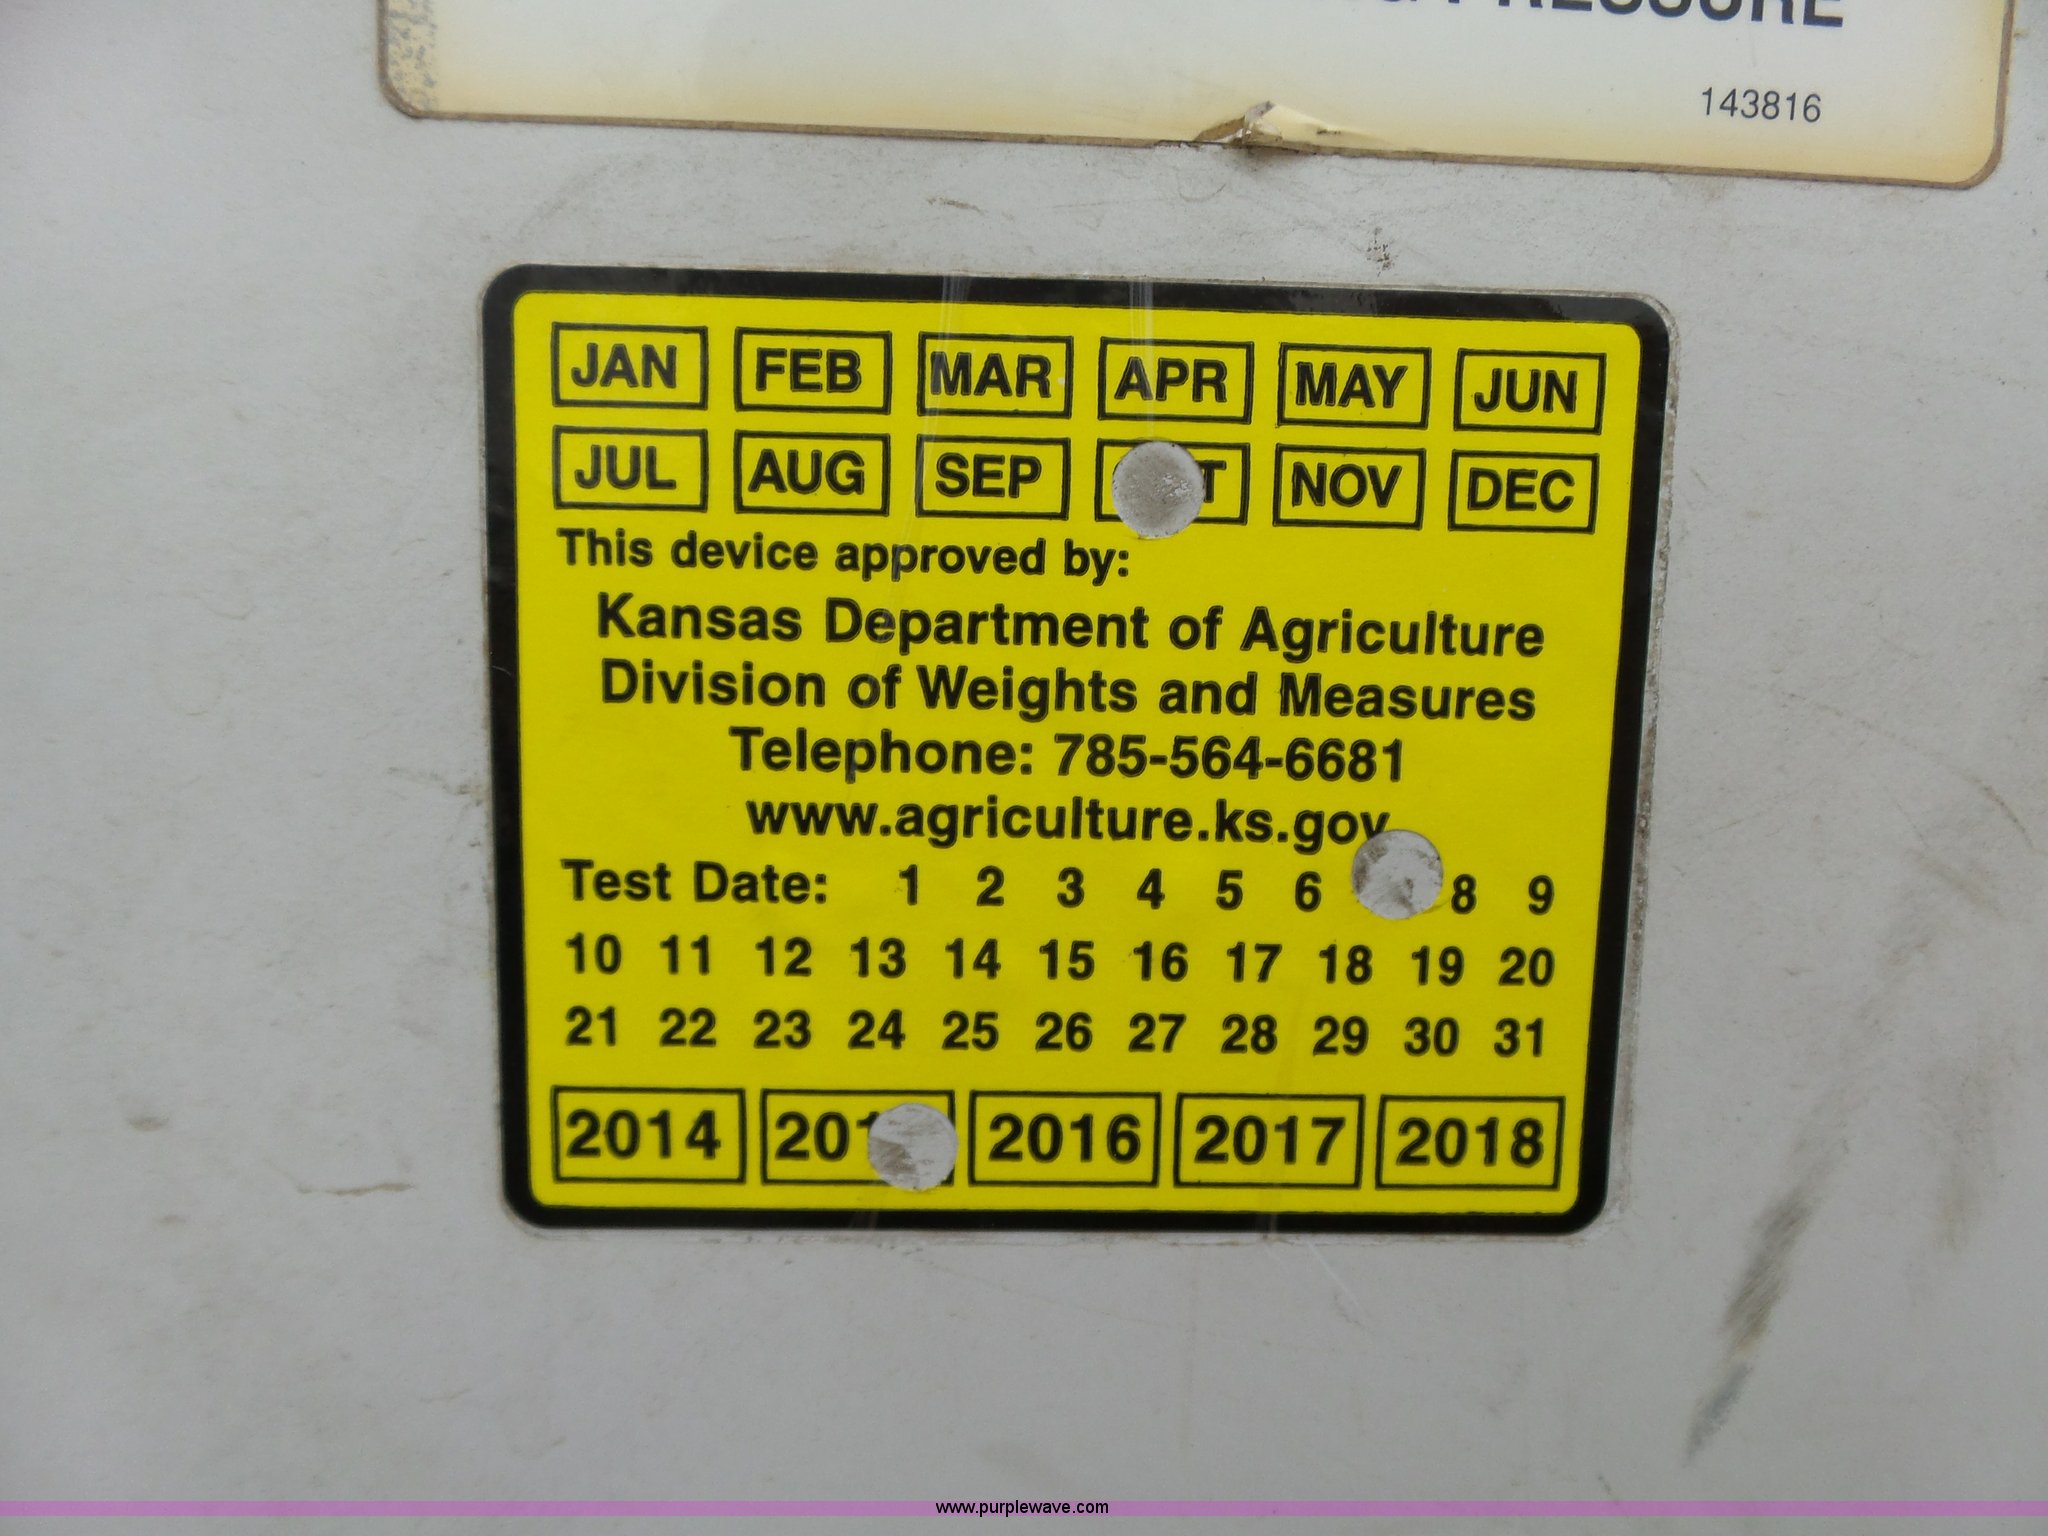 PRESSURE
143816
JAN FEB MAR APR MAY JUN
JUL AUG SEP NOV DEC
This device approved by:
Kansas Department of Agriculture
Division of Weights and Measures
Telephone: 785-564-6681
www.agriculture.ks.gov
Test Date: 1 2 3 4 5 6 8 9
10 11 12 13 14 15 16 17 18 19 20
21 22 23 24 25 26 27 28 29 30 31
2014 2016 2017 2018
www.purplewave.com